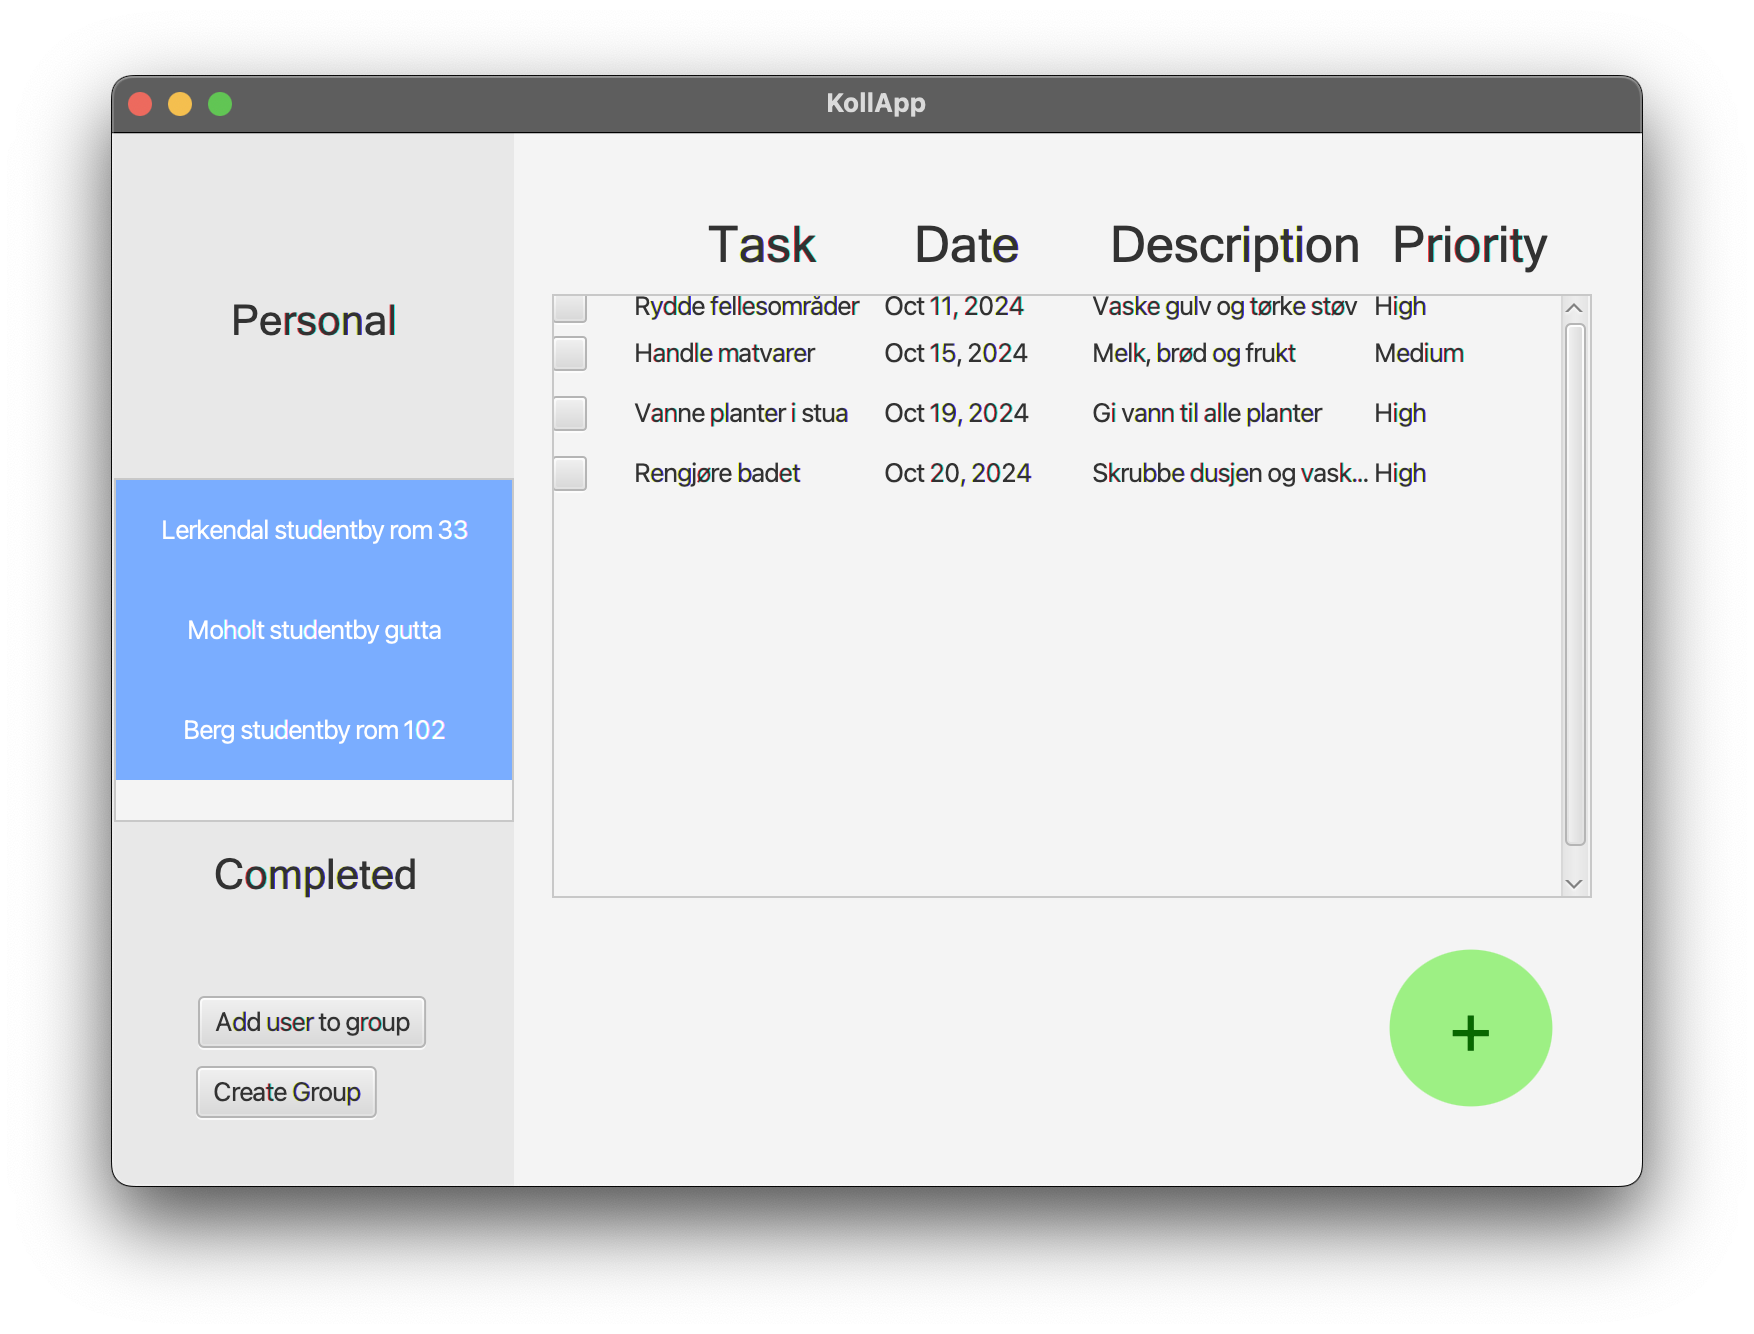 KollApp
Personal
Lerkendal studentby rom 33
Moholt studentby gutta
Berg studentby rom 102
Completed
Add user to group
Create Group
Task Date Description Priority
Rydde fellesområder Oct 11, 2024 Vaske gulv og tørke støv High
Handle matvarer Oct 15, 2024 Melk, brød og frukt Medium
Vanne planter i stua Oct 19, 2024 Gi vann til alle planter High
Rengjøre badet Oct 20, 2024 Skrubbe dusjen og vask... High
+